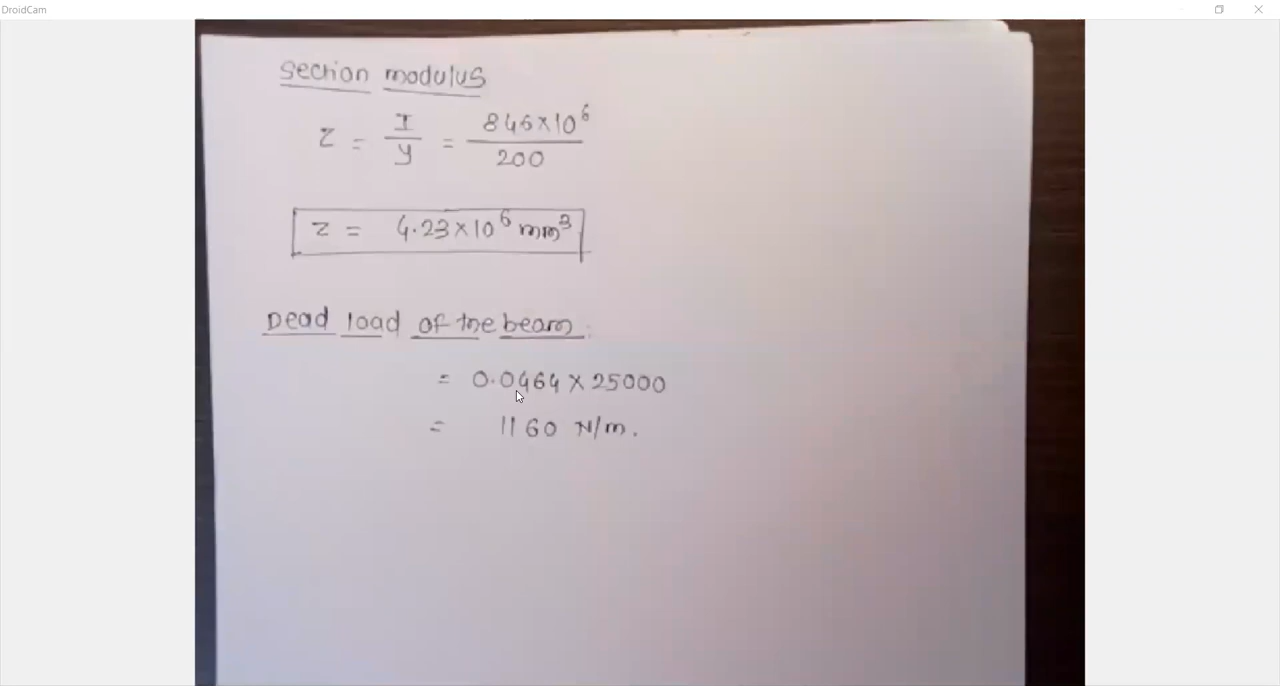 DroidCam
Section modulus
Z = I/y = 846×10⁶/200
Z = 4.23×10⁶ mm³
Dead load of the beam:
= 0.0464 × 25000
= 1160 N/m.